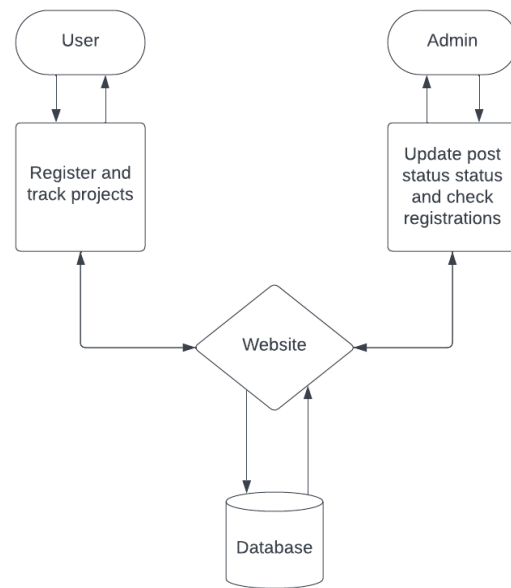 User
Admin
Register and
track projects
Update post
status status
and check
registrations
Website
Database